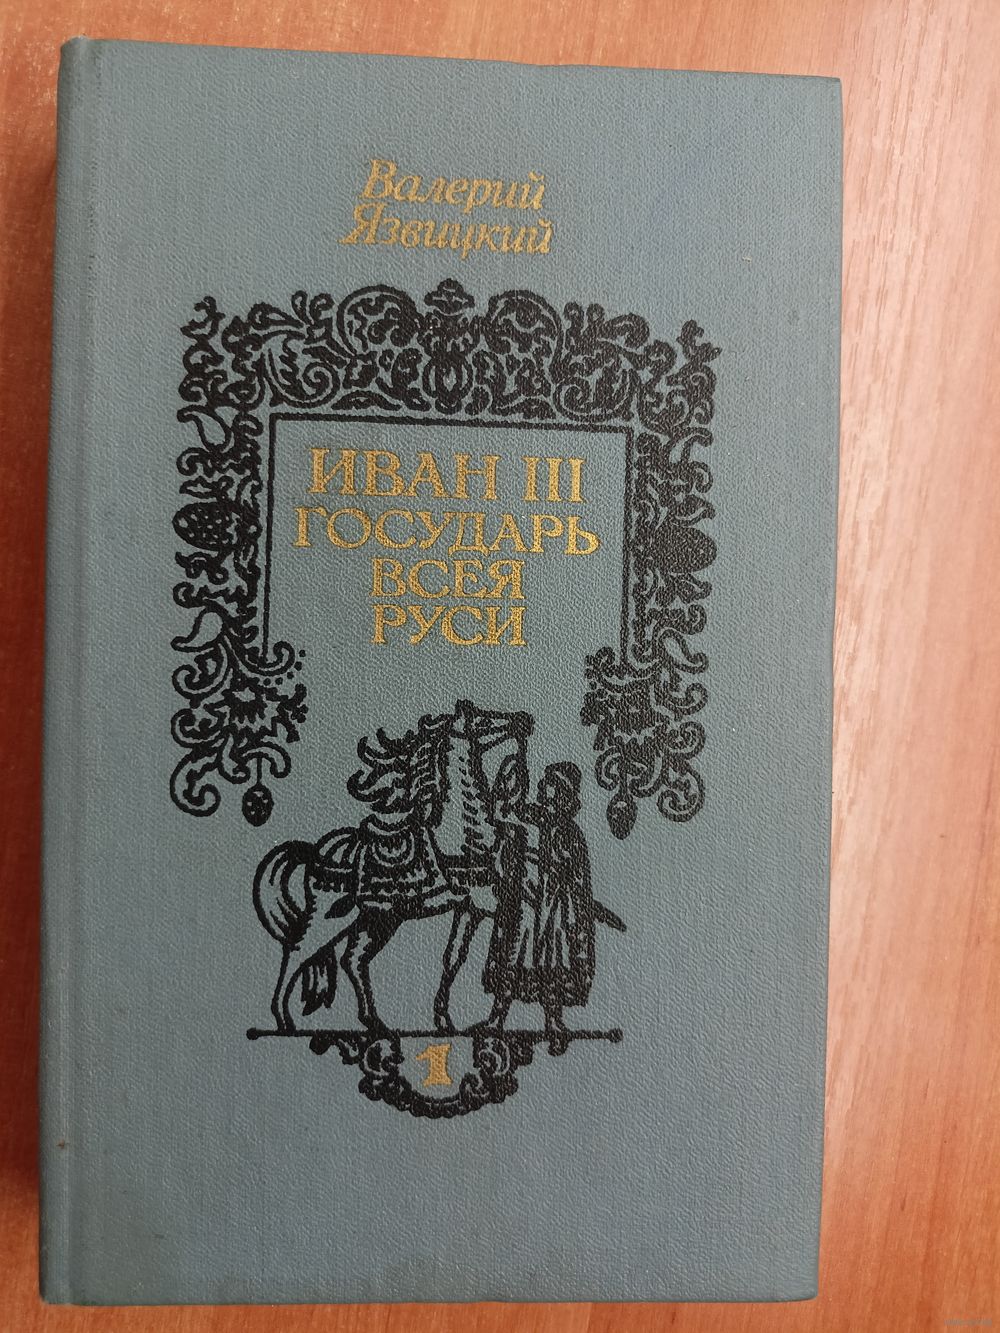 Валерий
Язвицкий
ИВАН III
ГОСУДАРЬ
ВСЕЯ
РУСИ
1